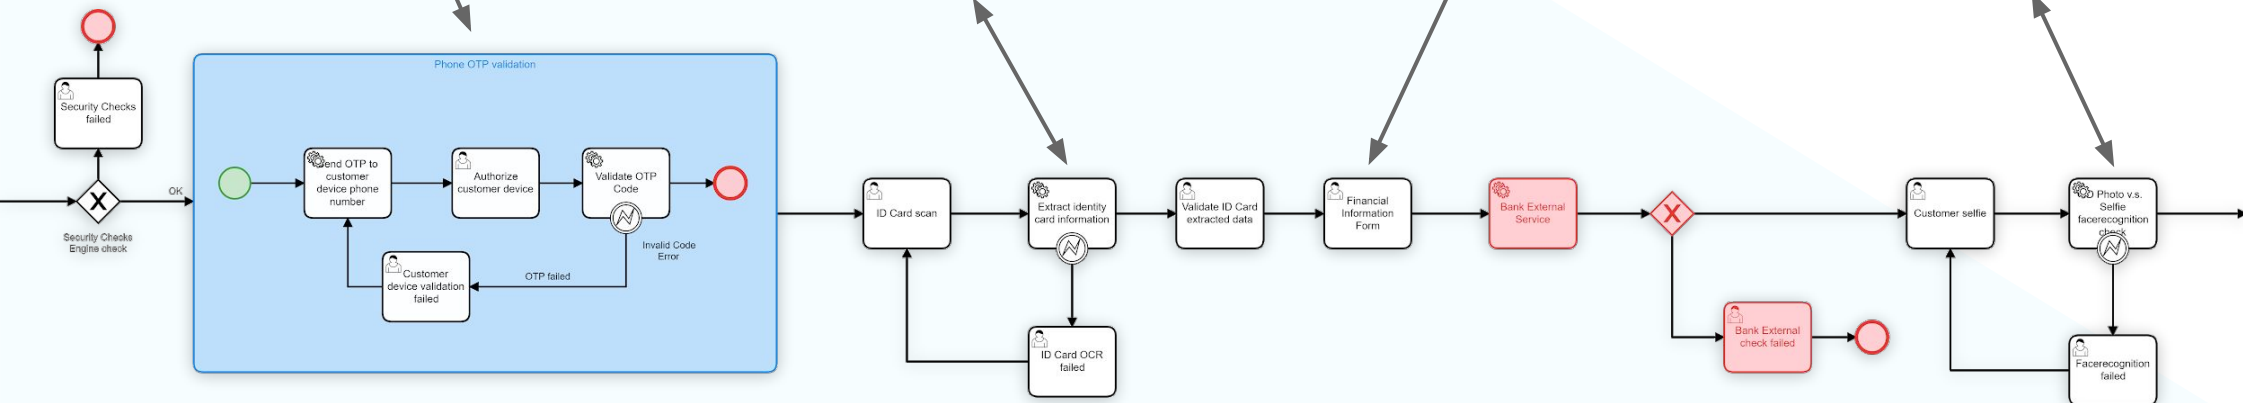 Security Checks
failed
X
Security Checks
Engine check
OK
Phone OTP validation
end OTP to
customer
device phone
number
Authorize
customer device
Validate OTP
Code
Invalid Code
Error
OTP failed
Customer
device validation
failed
ID Card scan
Extract identity
card information
ID Card OCR
failed
Validate ID Card
extracted data
Financial
Information
Form
Bank External
Service
X
Bank External
check failed
Customer selfie
D Photo v.s.
Selfie
facerecognition
check
Facerecognition
failed